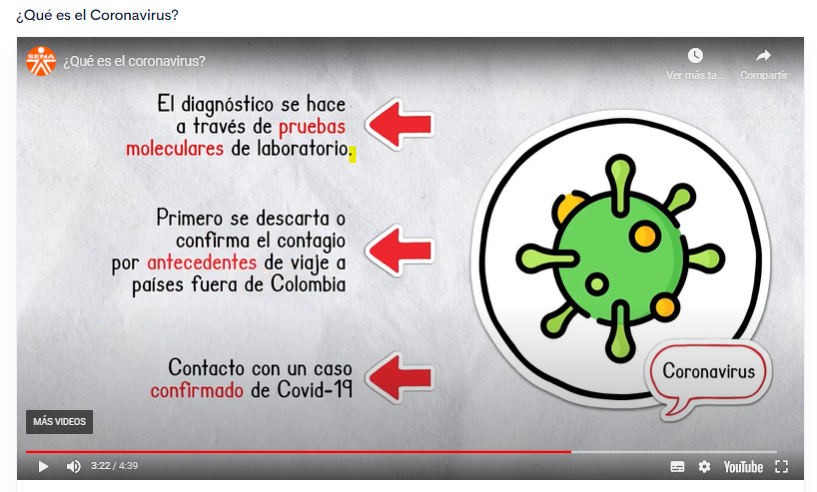 ¿Qué es el Coronavirus?
SENA
¿Qué es el coronavirus?
Ver más ta...
Compartir
El diagnóstico se hace
a través de pruebas
moleculares de laboratorio.
Primero se descarta o
confirma el contagio
por antecedentes de viaje a
países fuera de Colombia
Contacto con un caso
confirmado de Covid-19
Coronavirus
MÁS VIDEOS
3:22 / 4:39
YouTube